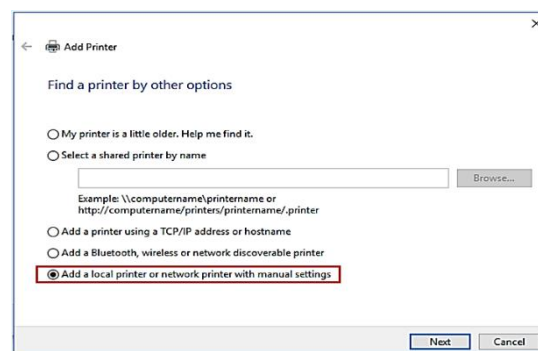 Add Printer
Find a printer by other options
My printer is a little older. Help me find it.
Select a shared printer by name
Browse...
Example: \\computername\printername or
http://computername/printers/printername/.printer
Add a printer using a TCP/IP address or hostname
Add a Bluetooth, wireless or network discoverable printer
Add a local printer or network printer with manual settings
Next Cancel